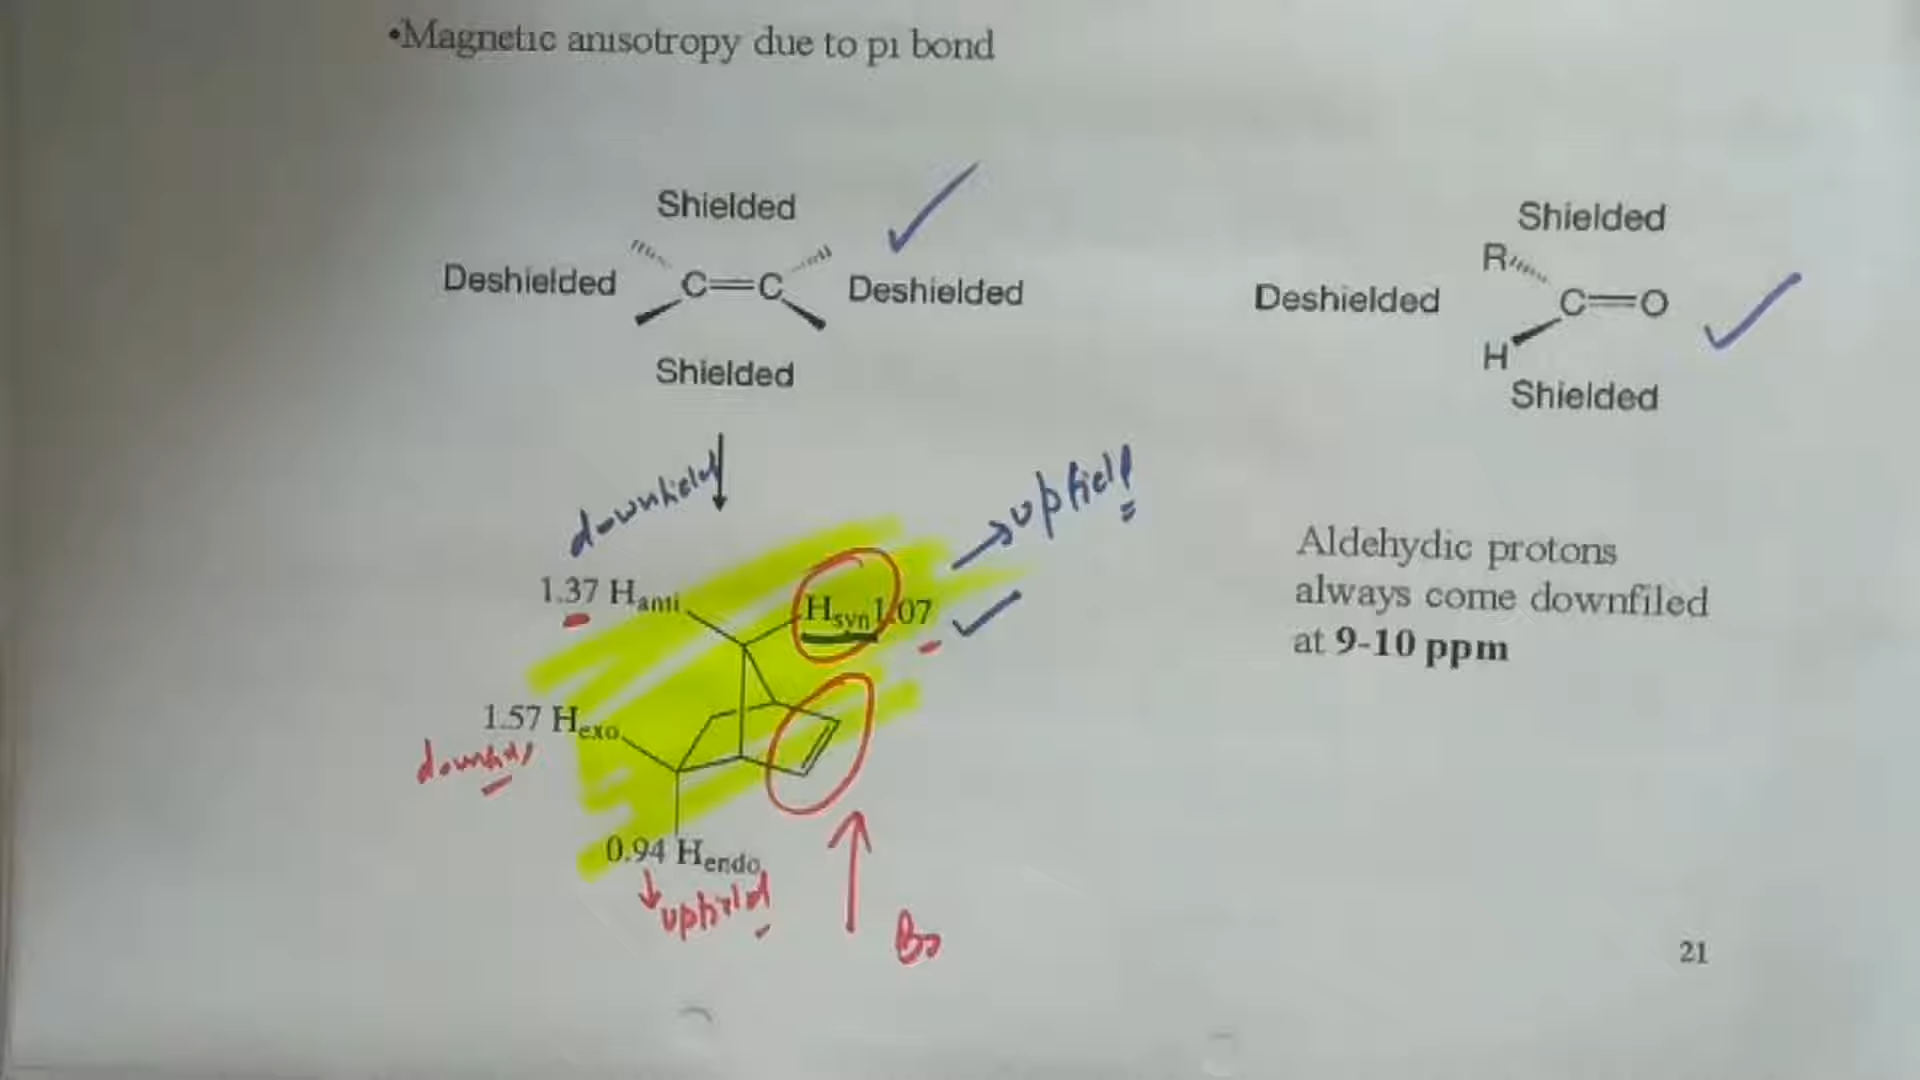 •Magnetic anisotropy due to pi bond
Shielded
Deshielded C=C Deshielded
Shielded
Shielded
R
Deshielded C=O
H
Shielded
downfield
→upfield
1.37 Hanti Hsyn 1.07
Aldehydic protons
always come downfiled
at 9-10 ppm
1.57 Hexo
0.94 Hendo
↓upfield
B0
21